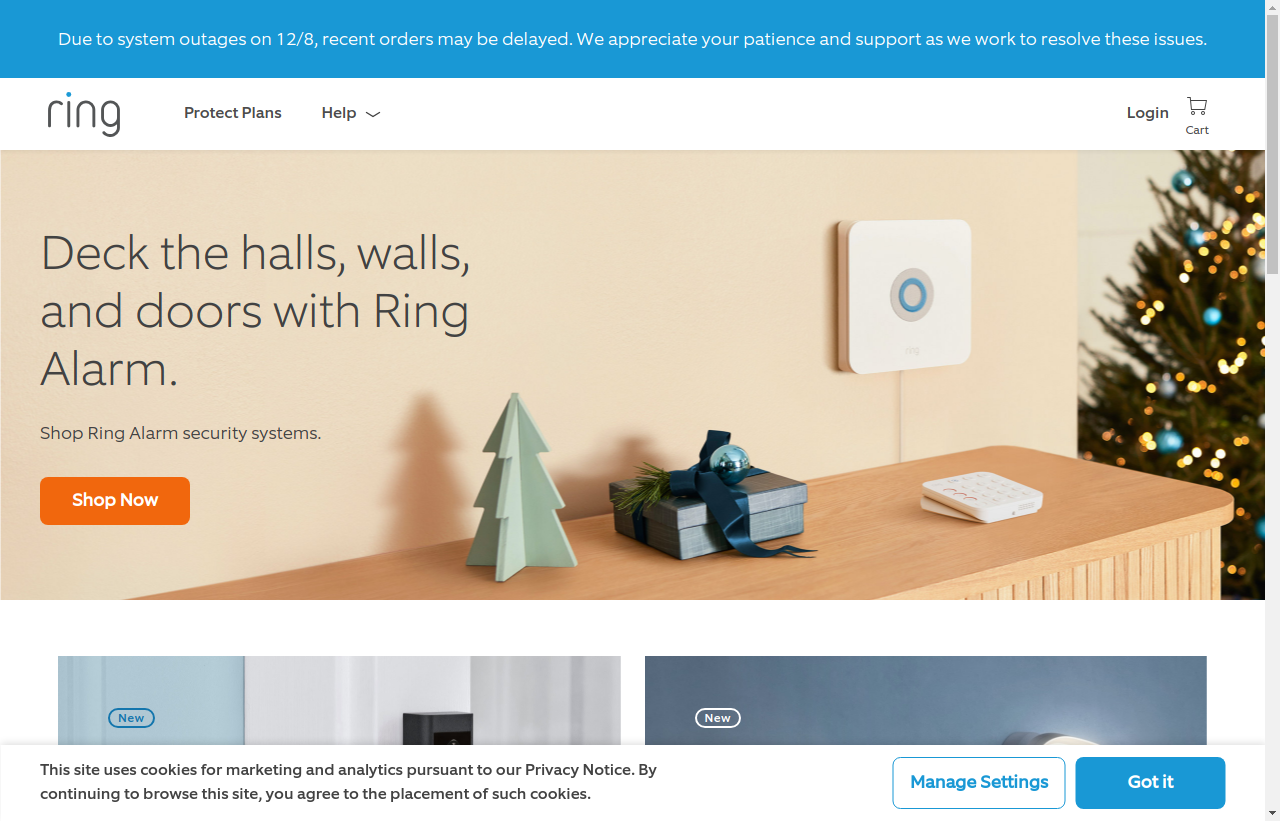 Due to system outages on 12/8, recent orders may be delayed. We appreciate your patience and support as we work to resolve these issues.
ring
Protect Plans
Help
Login
Cart
Deck the halls, walls,
and doors with Ring
Alarm.
Shop Ring Alarm security systems.
Shop Now
ring
New
New
This site uses cookies for marketing and analytics pursuant to our Privacy Notice. By
continuing to browse this site, you agree to the placement of such cookies.
Manage Settings
Got it